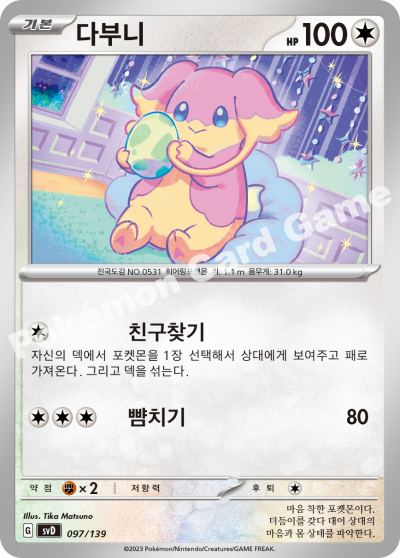 기본 다부니 HP 100
전국도감 NO.0531 히어링포켓몬 키: 1.1 m 몸무게: 31.0 kg
친구찾기
자신의 덱에서 포켓몬을 1장 선택해서 상대에게 보여주고 패로
가져온다. 그리고 덱을 섞는다.
뺨치기 80
약점 ×2 저항력 후퇴
Illus. Tika Matsuno
G svD 097/139
마음 착한 포켓몬이다.
더듬이를 갖다 대어 상대의
마음과 몸 상태를 파악한다.
©2023 Pokémon/Nintendo/Creatures/GAME FREAK.
Pokémon Card Game